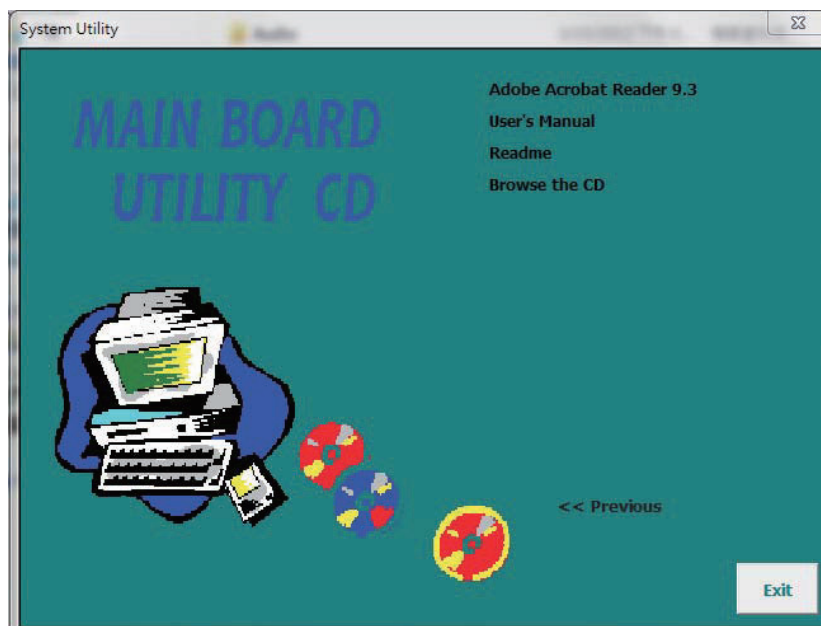 System Utility
MAIN BOARD
UTILITY CD
Adobe Acrobat Reader 9.3
User's Manual
Readme
Browse the CD
<< Previous
Exit